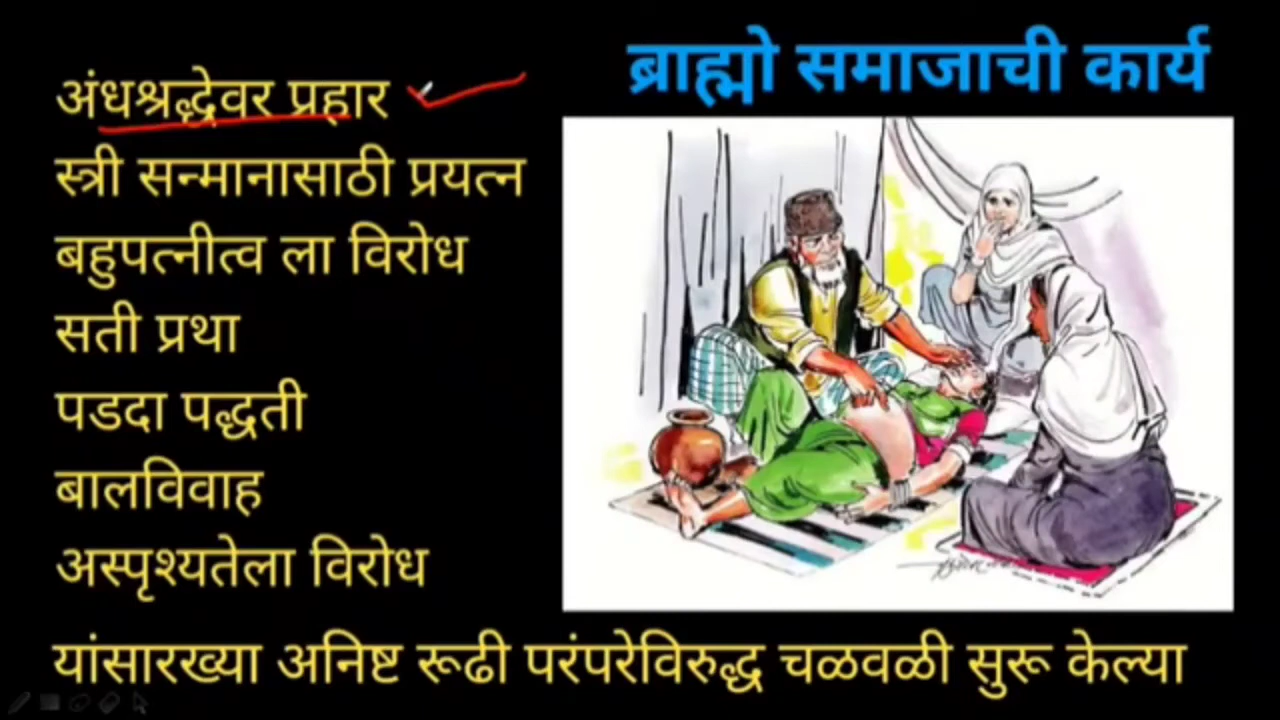 ब्राह्मो समाजाची कार्य
अंधश्रद्धेवर प्रहार
स्त्री सन्मानासाठी प्रयत्न
बहुपत्नीत्व ला विरोध
सती प्रथा
पडदा पद्धती
बालविवाह
अस्पृश्यतेला विरोध
यांसारख्या अनिष्ट रूढी परंपरेविरुद्ध चळवळी सुरू केल्या